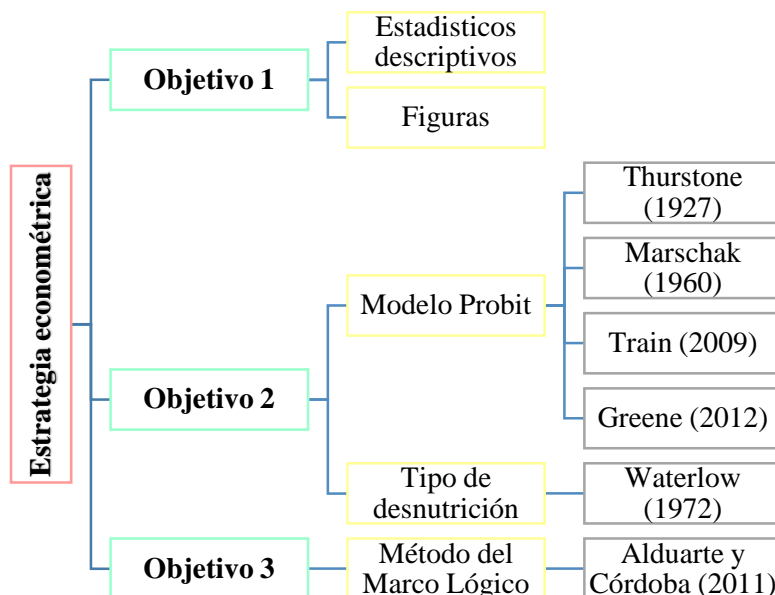 Estrategia econométrica
Objetivo 1
Estadisticos
descriptivos
Figuras
Objetivo 2
Modelo Probit
Thurstone
(1927)
Marschak
(1960)
Train (2009)
Greene (2012)
Tipo de
desnutrición
Waterlow
(1972)
Objetivo 3
Método del
Marco Lógico
Alduarte y
Córdoba (2011)